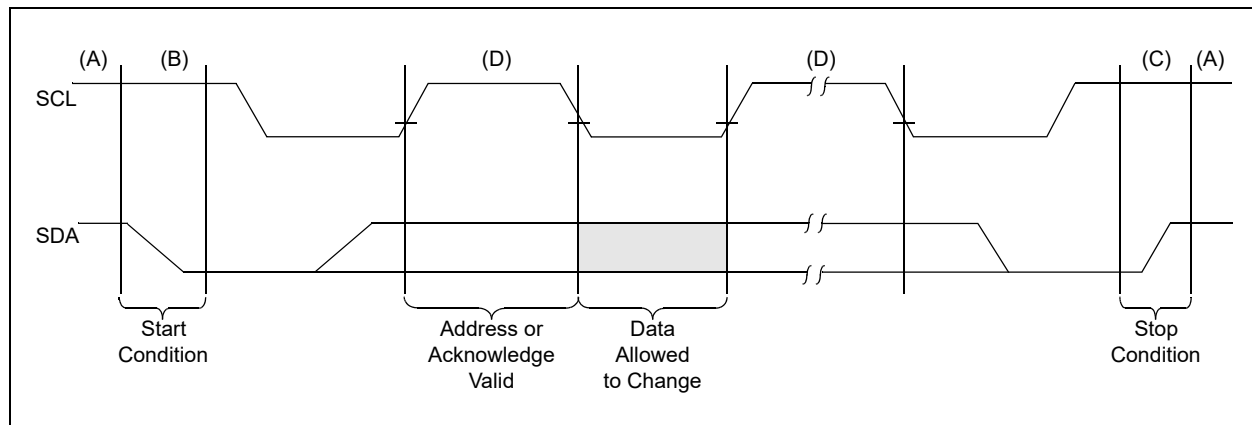 (A) (B) (D) (D) (C) (A)
SCL
SDA
Start
Condition
Address or
Acknowledge
Valid
Data
Allowed
to Change
Stop
Condition